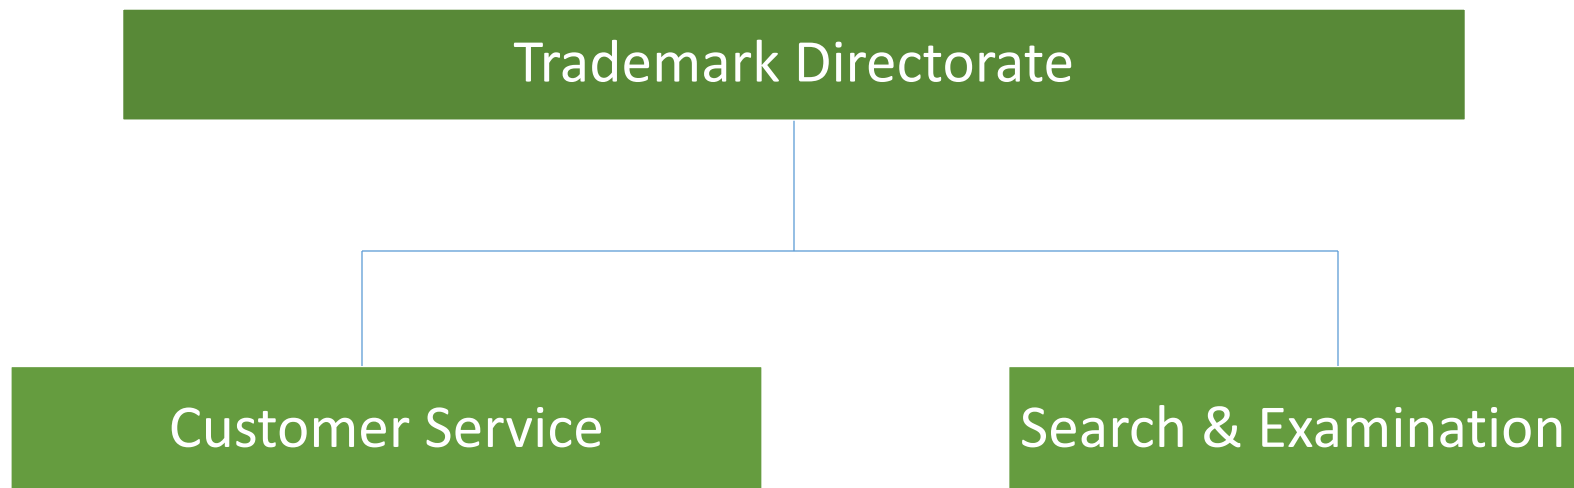 Trademark Directorate
Customer Service
Search & Examination